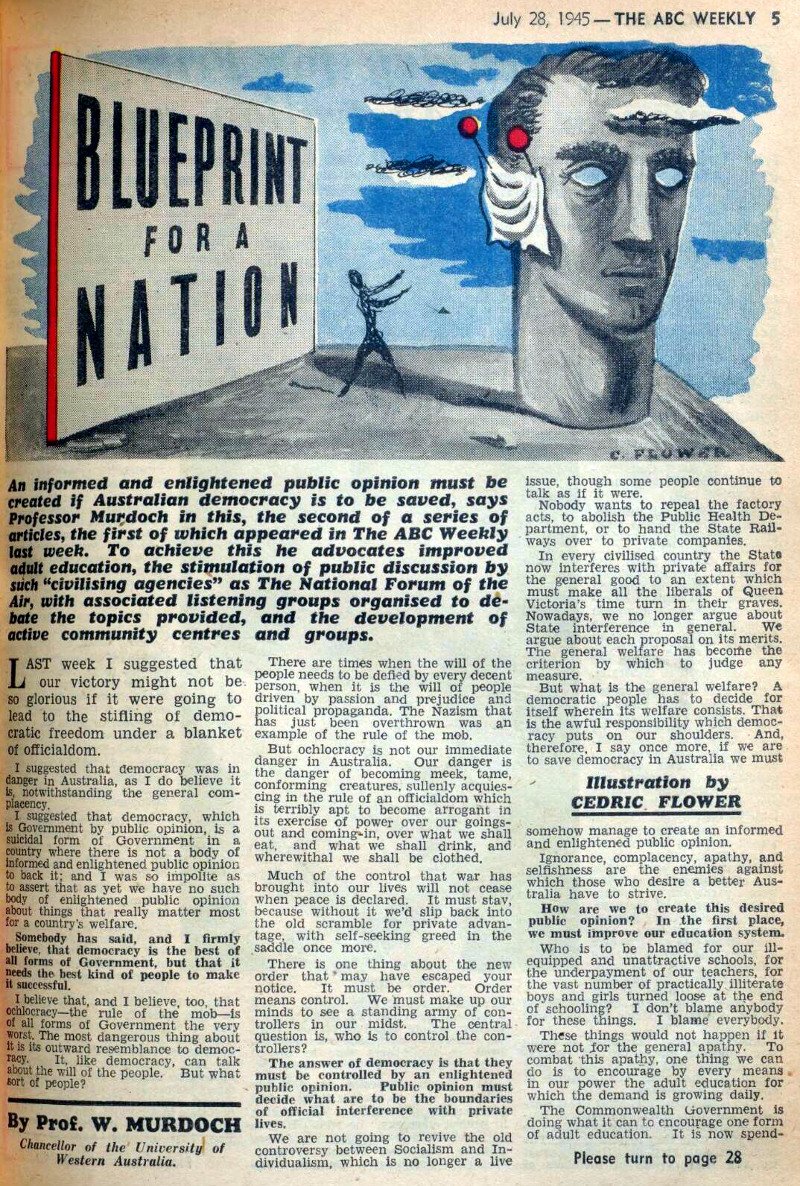 July 28, 1945—THE ABC WEEKLY 5
BLUEPRINT
FOR A
NATION
C. FLOWER
An informed and enlightened public opinion must be
created if Australian democracy is to be saved, says
Professor Murdoch in this, the second of a series of
articles, the first of which appeared in The ABC Weekly
last week. To achieve this he advocates improved
adult education, the stimulation of public discussion by
such "civilising agencies" as The National Forum of the
Air, with associated listening groups organised to de-
bate the topics provided, and the development of
active community centres and groups.
LAST week I suggested that
our victory might not be
so glorious if it were going to
lead to the stifling of demo-
cratic freedom under a blanket
of officialdom.
I suggested that democracy was in
danger in Australia, as I do believe it
is, notwithstanding the general com-
placency.
I suggested that democracy, which
is Government by public opinion, is a
suicidal form of Government in a
country where there is not a body of
informed and enlightened public opinion
to back it; and I was so impolite as
to assert that as yet we have no such
body of enlightened public opinion
about things that really matter most
for a country's welfare.
Somebody has said, and I firmly
believe, that democracy is the best of
all forms of Government, but that it
needs the best kind of people to make
it successful.
I believe that, and I believe, too, that
ochlocracy—the rule of the mob—is
of all forms of Government the very
worst. The most dangerous thing about
it is its outward resemblance to democ-
racy. It, like democracy, can talk
about the will of the people. But what
sort of people?
By Prof. W. MURDOCH
Chancellor of the University of
Western Australia.
There are times when the will of the
people needs to be defied by every decent
person, when it is the will of people
driven by passion and prejudice and
political propaganda. The Nazism that
has just been overthrown was an
example of the rule of the mob.
But ochlocracy is not our immediate
danger in Australia. Our danger is
the danger of becoming meek, tame,
conforming creatures, sullenly acquies-
cing in the rule of an officialdom which
is terribly apt to become arrogant in
its exercise of power over our goings-
out and coming-in, over what we shall
eat, and what we shall drink, and
wherewithal we shall be clothed.
Much of the control that war has
brought into our lives will not cease
when peace is declared. It must stay,
because without it we'd slip back into
the old scramble for private advan-
tage, with self-seeking greed in the
saddle once more.
There is one thing about the new
order that may have escaped your
notice. It must be order. Order
means control. We must make up our
minds to see a standing army of con-
trollers in our midst. The central
question is, who is to control the con-
trollers?
The answer of democracy is that they
must be controlled by an enlightened
public opinion. Public opinion must
decide what are to be the boundaries
of official interference with private
lives.
We are not going to revive the old
controversy between Socialism and In-
dividualism, which is no longer a live
issue, though some people continue to
talk as if it were.
Nobody wants to repeal the factory
acts, to abolish the Public Health De-
partment, or to hand the State Rail-
ways over to private companies.
In every civilised country the State
now interferes with private affairs for
the general good to an extent which
must make all the liberals of Queen
Victoria's time turn in their graves.
Nowadays, we no longer argue about
State interference in general. We
argue about each proposal on its merits.
The general welfare has become the
criterion by which to judge any
measure.
But what is the general welfare? A
democratic people has to decide for
itself wherein its welfare consists. That
is the awful responsibility which democ-
racy puts on our shoulders. And,
therefore, I say once more, if we are
to save democracy in Australia we must
Illustration by
CEDRIC FLOWER
somehow manage to create an informed
and enlightened public opinion.
Ignorance, complacency, apathy, and
selfishness are the enemies against
which those who desire a better Aus-
tralia have to strive.
How are we to create this desired
public opinion? In the first place,
we must improve our education system.
Who is to be blamed for our ill-
equipped and unattractive schools, for
the underpayment of our teachers, for
the vast number of practically illiterate
boys and girls turned loose at the end
of schooling? I don't blame anybody
for these things. I blame everybody.
These things would not happen if it
were not for the general apathy. To
combat this apathy, one thing we can
do is to encourage by every means
in our power the adult education for
which the demand is growing daily.
The Commonwealth Government is
doing what it can to encourage one form
of adult education. It is now spend-
Please turn to page 28